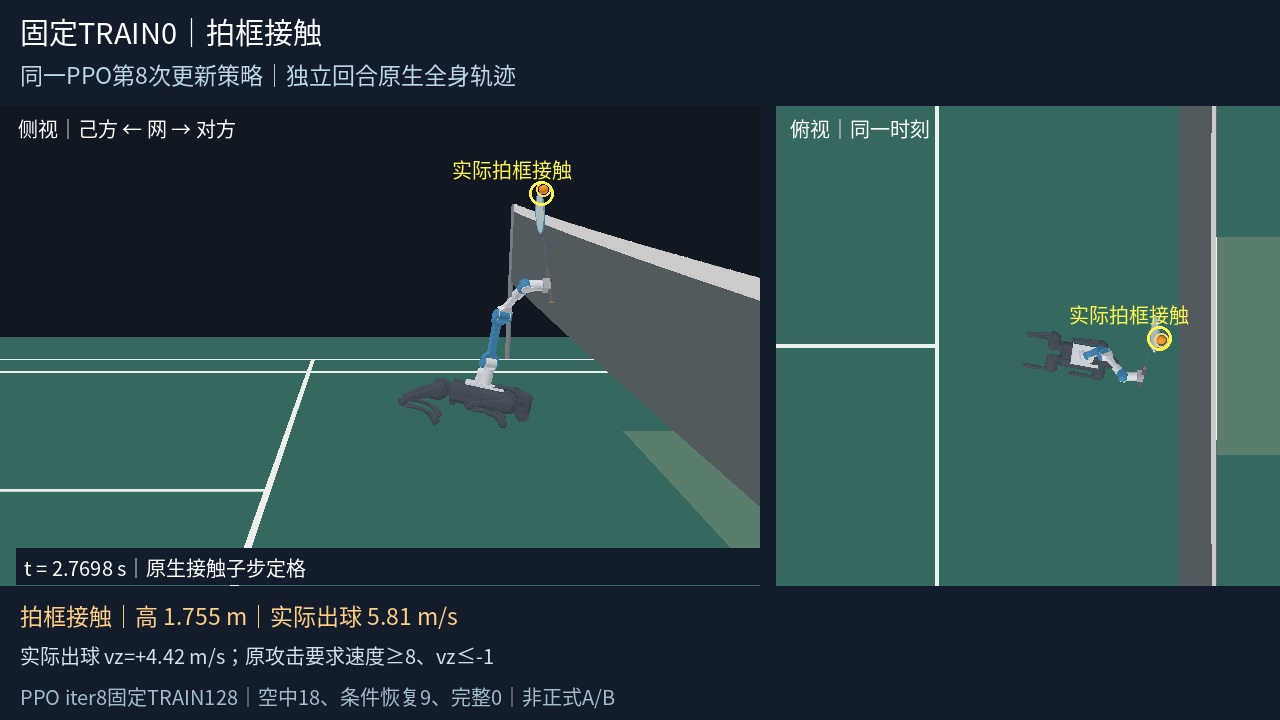 固定TRAIN0｜拍框接触
同一PPO第8次更新策略｜独立回合原生全身轨迹
侧视｜己方 ← 网 → 对方
实际拍框接触
俯视｜同一时刻
实际拍框接触
t = 2.7698 s｜原生接触子步定格
拍框接触｜高 1.755 m｜实际出球 5.81 m/s
实际出球 vz=+4.42 m/s；原攻击要求速度≥8、vz≤-1
PPO iter8固定TRAIN128｜空中18、条件恢复9、完整0｜非正式A/B